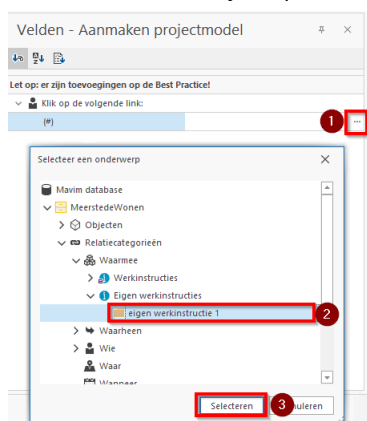 Velden - Aanmaken projectmodel
Let op: er zijn toevoegingen op de Best Practice!
Klik op de volgende link:
(#)
1
...
Selecteer een onderwerp
Mavim database
MeerstedeWonen
Objecten
Relatiecategorieën
Waarmee
Werkinstructies
Eigen werkinstructies
eigen werkinstructie 1
2
Waarheen
Wie
Waar
Wanneer
Selecteren
3
nuleren